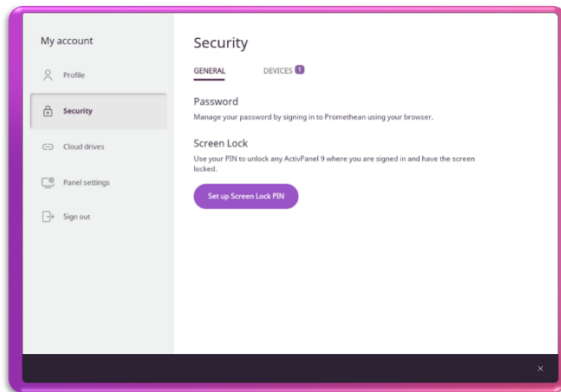 My account
Profile
Security
Cloud drives
Panel settings
Sign out
Security
GENERAL
DEVICES 1
Password
Manage your password by signing in to Promethean using your browser.
Screen Lock
Use your PIN to unlock any ActivPanel 9 where you are signed in and have the screen
locked.
Set up Screen Lock PIN